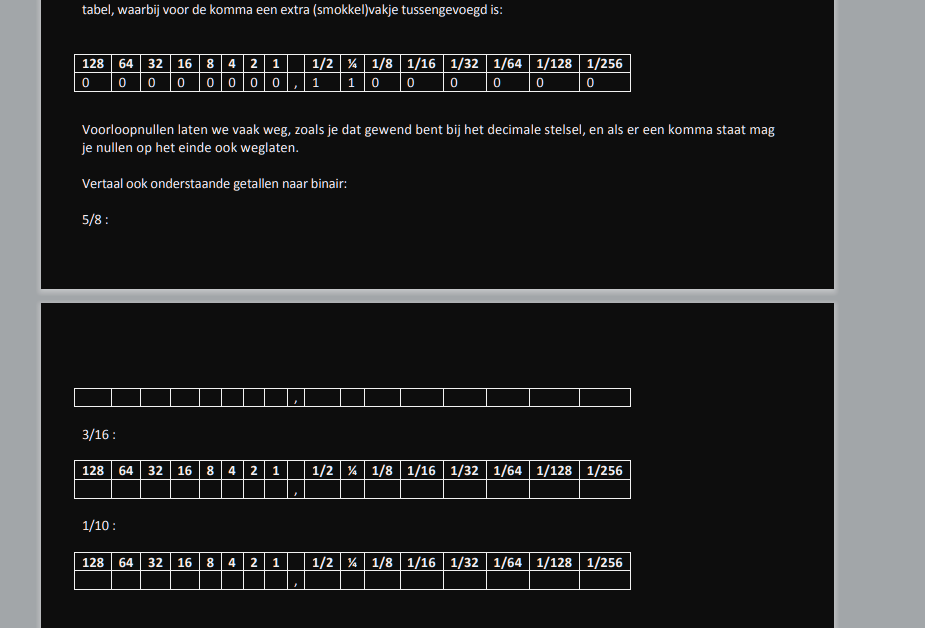 tabel, waarbij voor de komma een extra (smokkel)vakje tussengevoegd is:
128 64 32 16 8 4 2 1 1/2 ¼ 1/8 1/16 1/32 1/64 1/128 1/256
0 0 0 0 0 0 0 0 , 1 1 0 0 0 0 0 0
Voorloopnullen laten we vaak weg, zoals je dat gewend bent bij het decimale stelsel, en als er een komma staat mag
je nullen op het einde ook weglaten.
Vertaal ook onderstaande getallen naar binair:
5/8 :
,
3/16 :
128 64 32 16 8 4 2 1 1/2 ¼ 1/8 1/16 1/32 1/64 1/128 1/256
,
1/10 :
128 64 32 16 8 4 2 1 1/2 ¼ 1/8 1/16 1/32 1/64 1/128 1/256
,